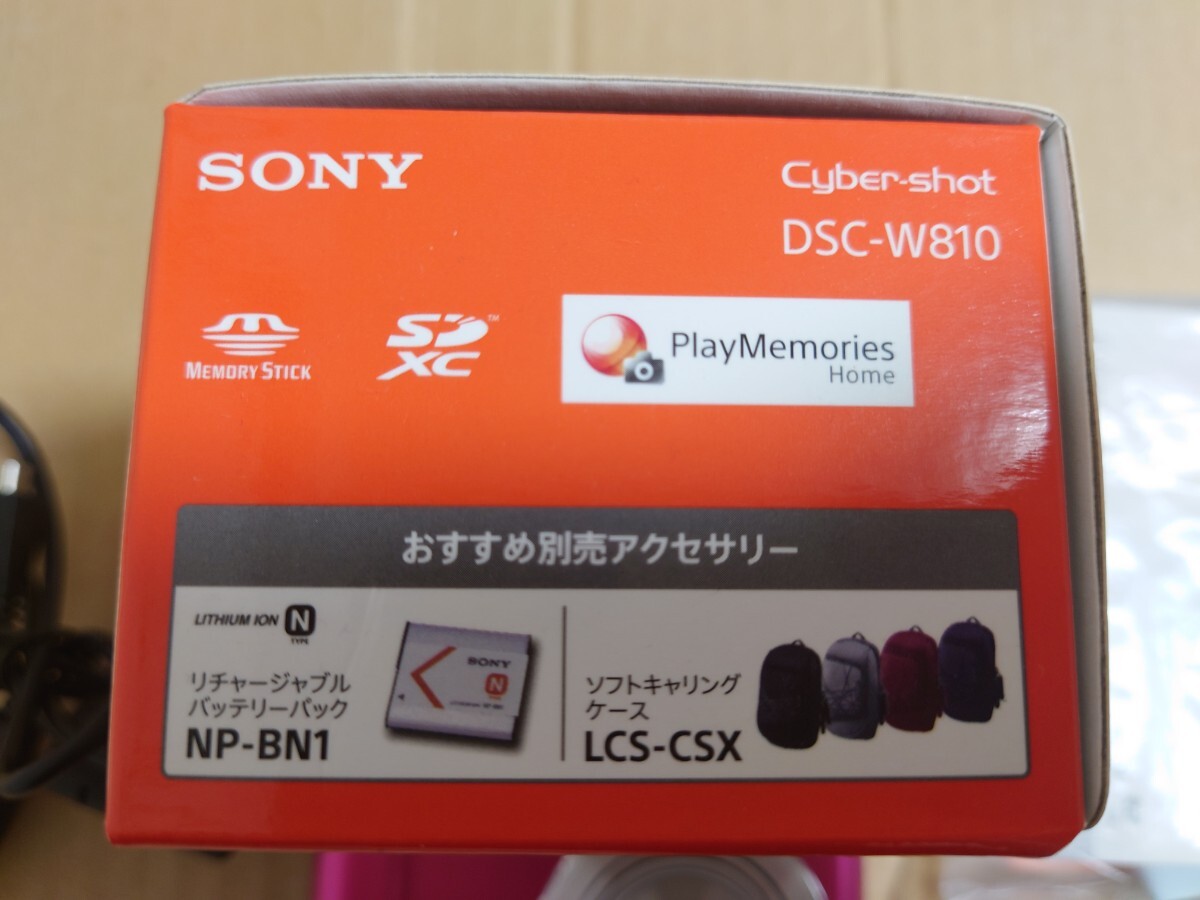 SONY
Cyber-shot
DSC-W810
MEMORY STICK
SD XC™
PlayMemories
Home
おすすめ別売アクセサリー
LITHIUM ION N
TYPE
リチャージャブル
バッテリーパック
NP-BN1
SONY
N
ソフトキャリング
ケース
LCS-CSX